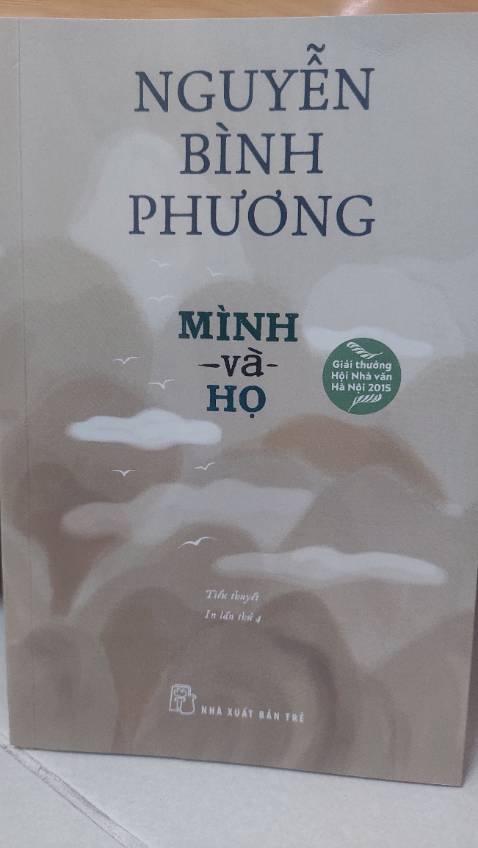 NGUYỄN
BÌNH
PHƯƠNG
MÌNH
-và-
HỌ
Giải thưởng
Hội Nhà văn
Hà Nội 2015
Tiểu thuyết
In lần thứ 4
NHÀ XUẤT BẢN TRẺ